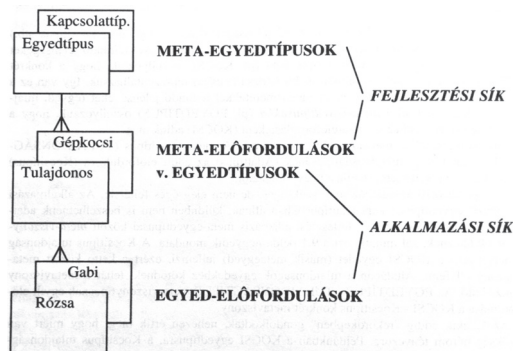 Kapcsolattíp.
Egyedtípus
META-EGYEDTÍPUSOK
FEJLESZTÉSI SÍK
Gépkocsi
Tulajdonos
META-ELŐFORDULÁSOK
v. EGYEDTÍPUSOK
ALKALMAZÁSI SÍK
Gabi
Rózsa
EGYED-ELŐFORDULÁSOK